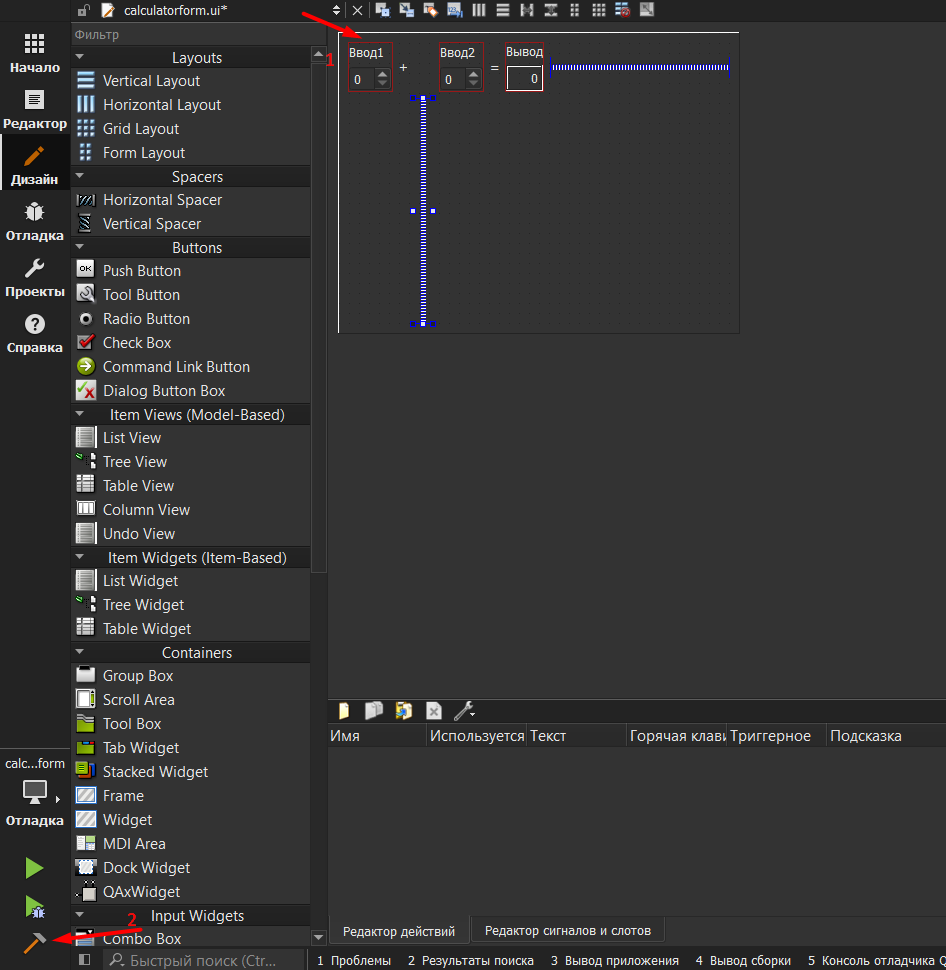 calculatorform.ui*
Начало
Редактор
Дизайн
Отладка
Проекты
Справка
calc...form
Отладка
2
Фильтр
Layouts
Vertical Layout
Horizontal Layout
Grid Layout
Form Layout
Spacers
Horizontal Spacer
Vertical Spacer
Buttons
OK Push Button
Tool Button
Radio Button
Check Box
Command Link Button
Dialog Button Box
Item Views (Model-Based)
List View
Tree View
Table View
Column View
Undo View
Item Widgets (Item-Based)
List Widget
Tree Widget
Table Widget
Containers
Group Box
Scroll Area
Tool Box
Tab Widget
Stacked Widget
Frame
Widget
MDI Area
Dock Widget
QAxWidget
Input Widgets
Combo Box
Быстрый поиск (Ctr...
1
Ввод1 Ввод2 Вывод
0 + 0 = 0
Имя Используется Текст Горячая клави Триггерное Подсказка
Редактор действий Редактор сигналов и слотов
1 Проблемы 2 Результаты поиска 3 Вывод приложения 4 Вывод сборки 5 Консоль отладчика Q